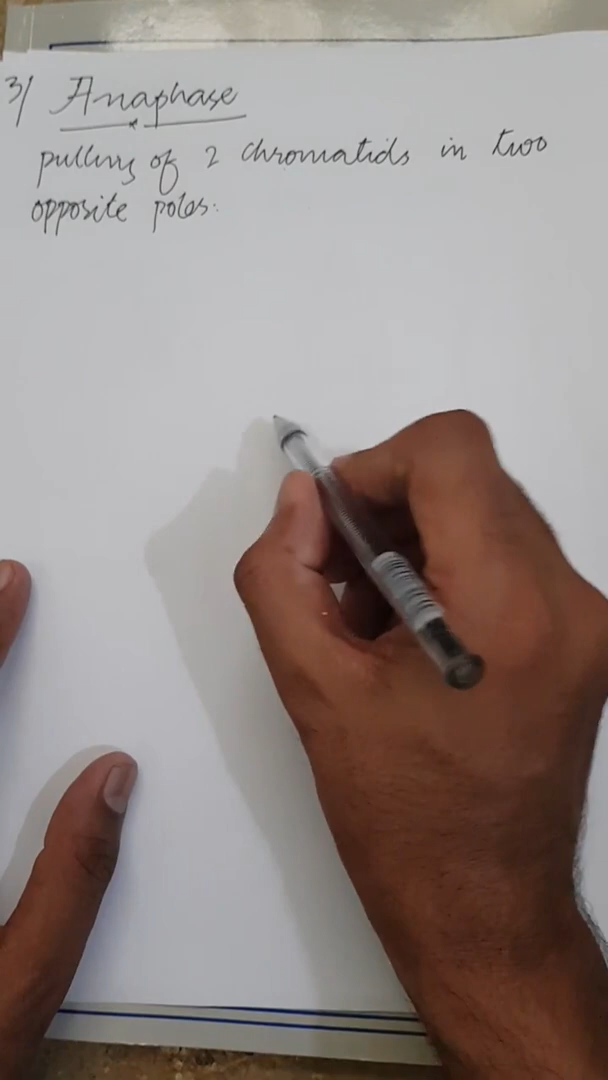 3/ Anaphase
pulling of 2 chromatids in two
opposite poles.